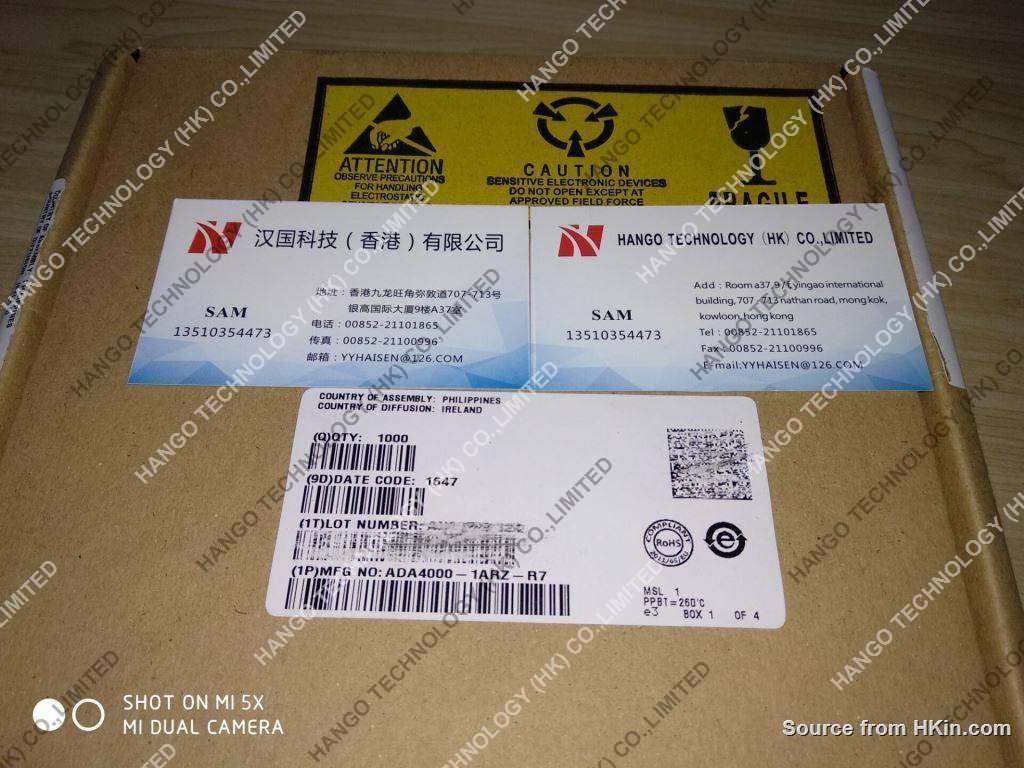 ATTENTION
OBSERVE PRECAUTIONS
FOR HANDLING
ELECTROSTATIC
CAUTION
SENSITIVE ELECTRONIC DEVICES
DO NOT OPEN EXCEPT AT
APPROVED FIELD FORCE
FRAGILE
汉国科技（香港）有限公司
SAM
13510354473
地址：香港九龙旺角弥敦道707-713号
银高国际大厦9楼A37室
电话：00852-21101865
传真：00852-21100996
邮箱：YYHAISEN@126.COM
HANGO TECHNOLOGY (HK) CO.,LIMITED
SAM
13510354473
Add : Room a37,9/f,yingao international
building,707-713 nathan road, mong kok,
kowloon, hong kong
Tel : 00852-21101865
Fax : 00852-21100996
E-mail:YYHAISEN@126.COM
COUNTRY OF ASSEMBLY: PHILIPPINES
COUNTRY OF DIFFUSION: IRELAND
(Q)QTY: 1000
(9D)DATE CODE: 1647
(1T)LOT NUMBER:
(1P)MFG NO: ADA4000-1ARZ-R7
COMPLIANT
RoHS
2011/65/EU
e
MSL 1
PPBT=260°C
e3 BOX 1 OF 4
SHOT ON MI 5X
MI DUAL CAMERA
Source from HKin.com
HANGO TECHNOLOGY (HK) CO.,LIMITED